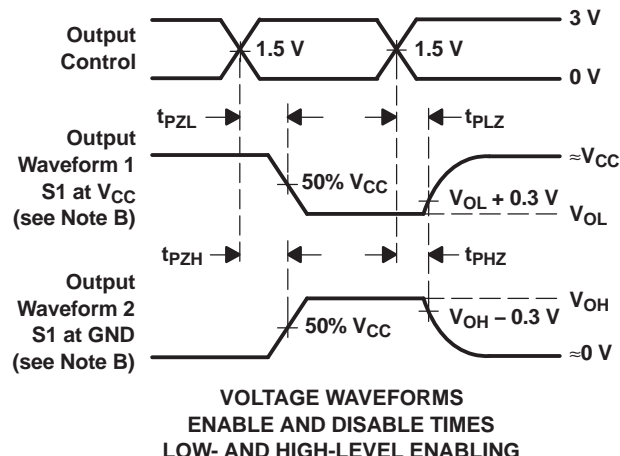 3 V
Output
Control
1.5 V
1.5 V
0 V
tPZL
tPLZ
Output
Waveform 1
S1 at VCC
(see Note B)
≈VCC
50% VCC
VOL + 0.3 V
VOL
tPZH
tPHZ
Output
Waveform 2
S1 at GND
(see Note B)
VOH
50% VCC
VOH – 0.3 V
≈0 V
VOLTAGE WAVEFORMS
ENABLE AND DISABLE TIMES
LOW- AND HIGH-LEVEL ENABLING